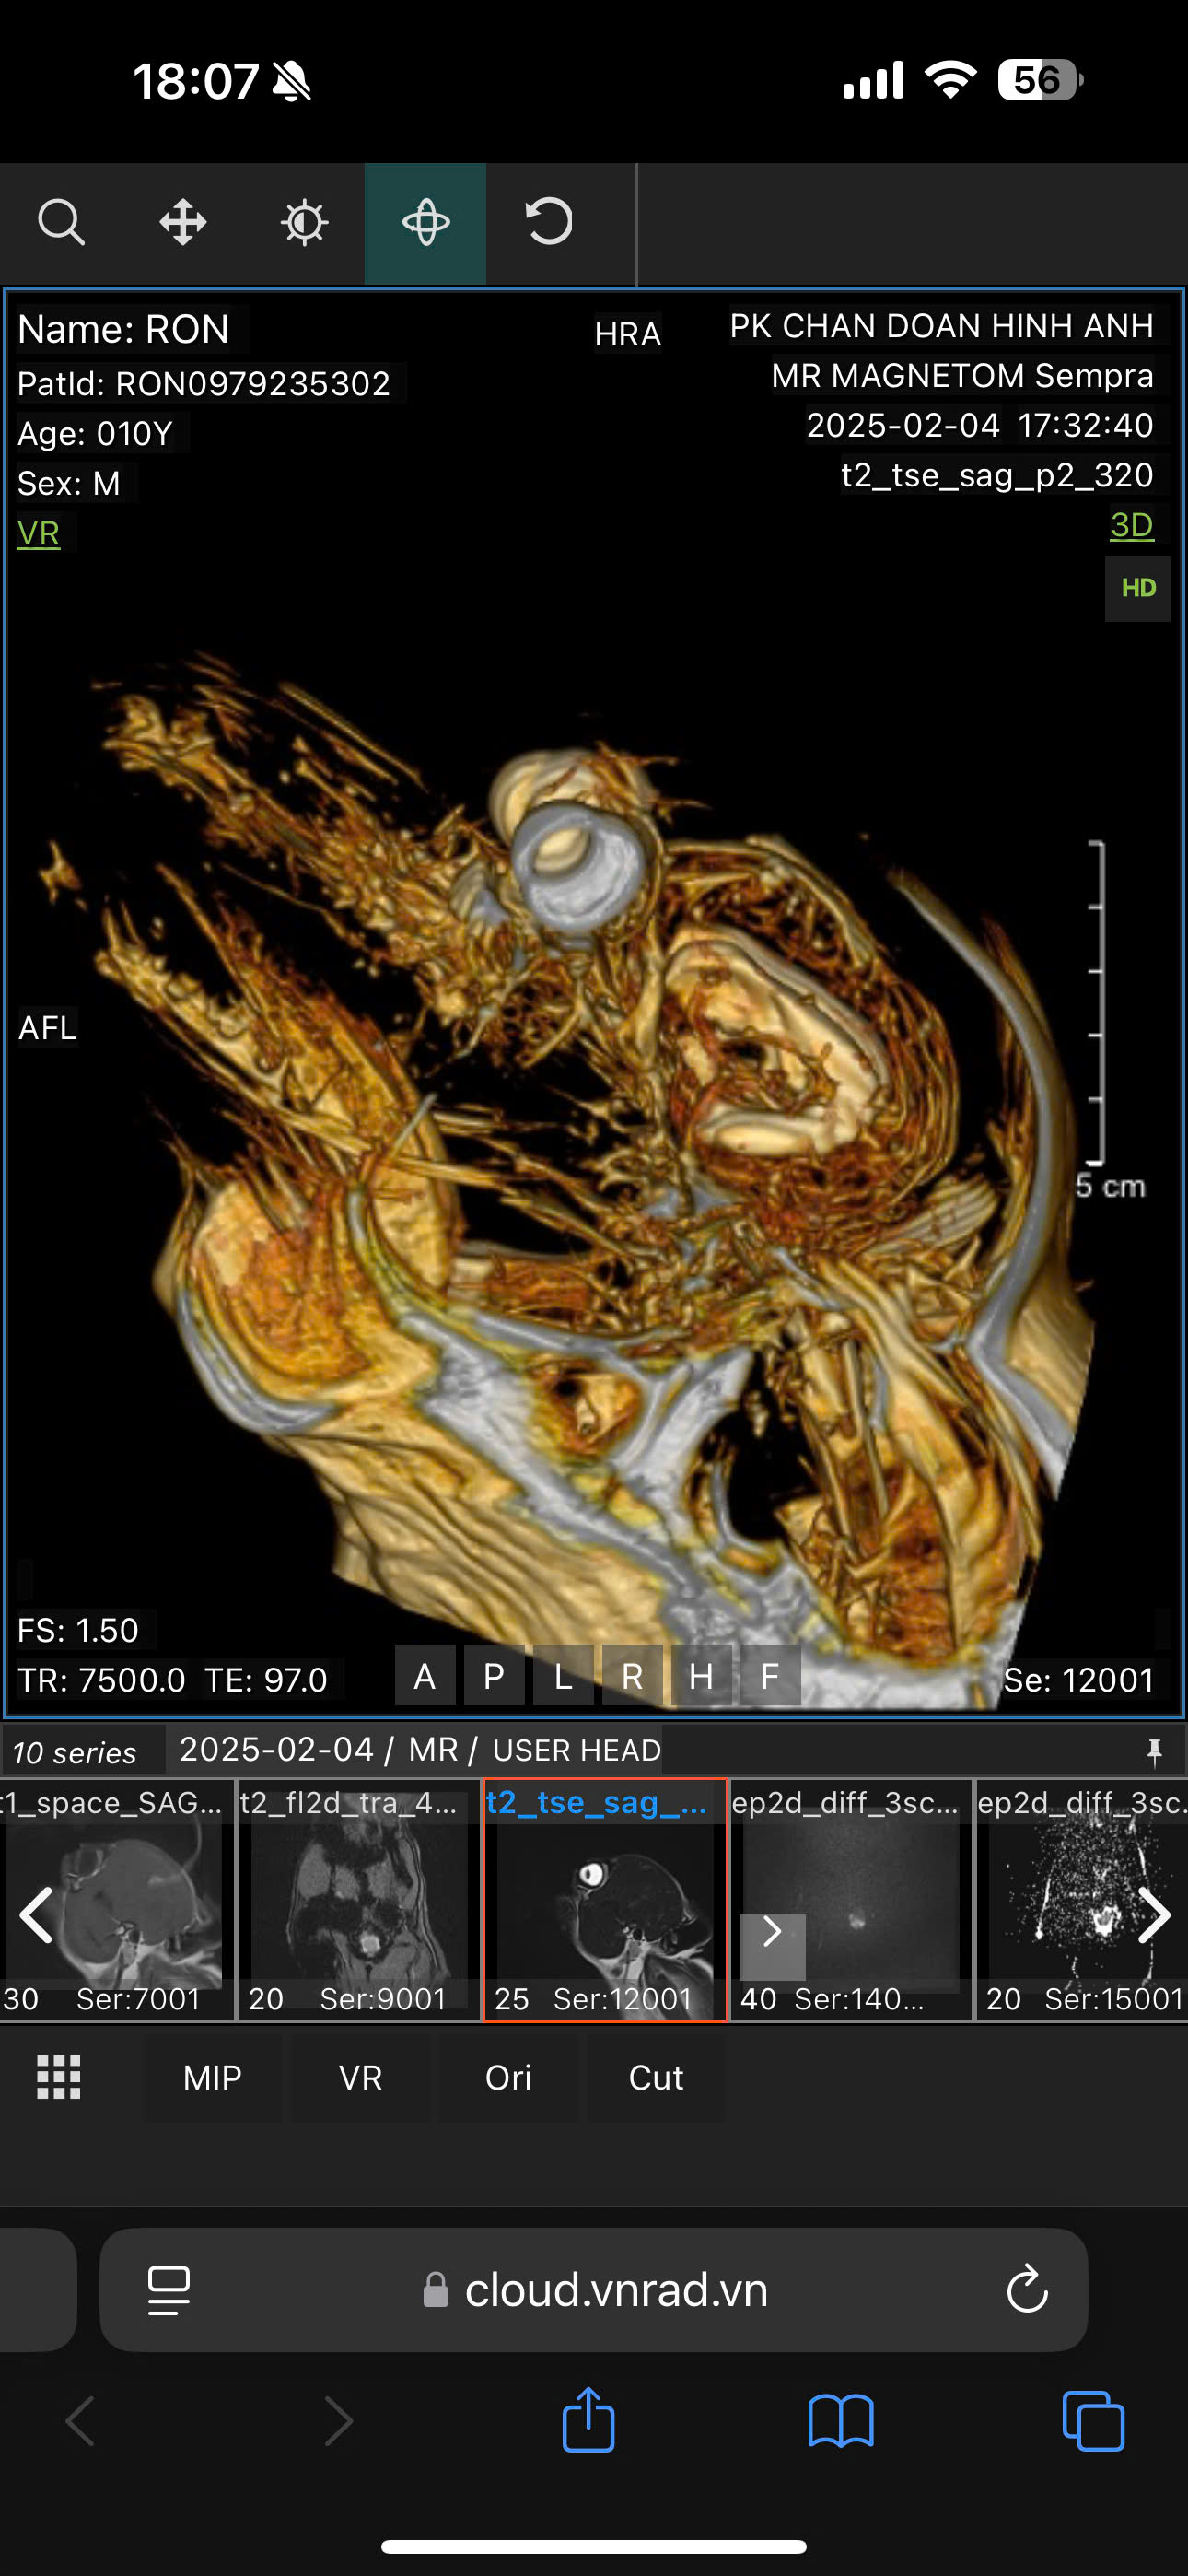 18:07
56
Name: RON
PatId: RON0979235302
Age: 010Y
Sex: M
VR
HRA
PK CHAN DOAN HINH ANH
MR MAGNETOM Sempra
2025-02-04 17:32:40
t2_tse_sag_p2_320
3D
HD
AFL
5 cm
FS: 1.50
TR: 7500.0 TE: 97.0
A P L R H F
Se: 12001
10 series
2025-02-04 / MR / USER HEAD
t1_space_SAG...
t2_fl2d_tra_4...
t2_tse_sag_...
ep2d_diff_3sc...
ep2d_diff_3sc.
30 Ser:7001
20 Ser:9001
25 Ser:12001
40 Ser:140...
20 Ser:15001
MIP
VR
Ori
Cut
cloud.vnrad.vn